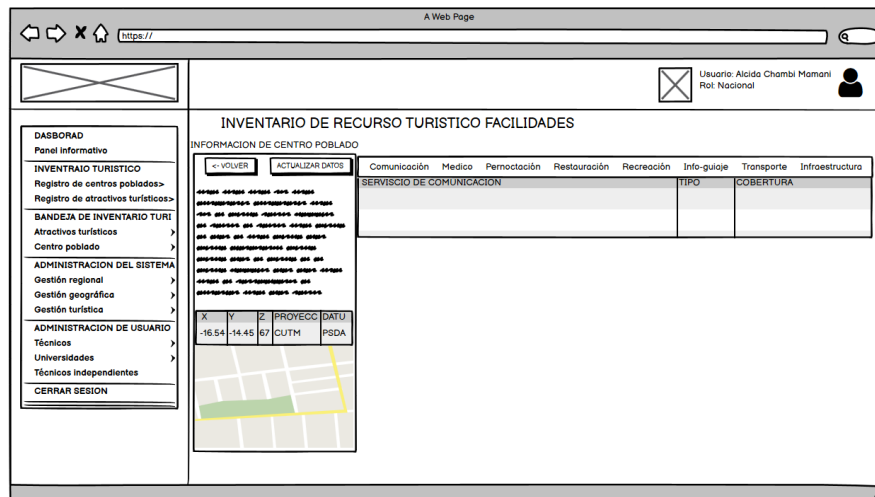 A Web Page
https://
Usuario: Alcida Chambi Mamani
Rol: Nacional
INVENTARIO DE RECURSO TURISTICO FACILIDADES
DASBORAD
Panel informativo
INVENTRAIO TURISTICO
Registro de centros poblados>
Registro de atractivos turísticos>
BANDEJA DE INVENTARIO TURI
Atractivos turísticos
Centro poblado
ADMINISTRACION DEL SISTEMA
Gestión regional
Gestión geográfica
Gestión turística
ADMINISTRACION DE USUARIO
Técnicos
Universidades
Técnicos independientes
CERRAR SESION
INFORMACION DE CENTRO POBLADO
<- VOLVER ACTUALIZAR DATOS
X Y Z PROYECC DATU
-16.54 -14.45 67 CUTM PSDA
Comunicación Medico Pernoctación Restauración Recreación Info-guiaje Transporte Infraestructura
SERVISCIO DE COMUNICACION TIPO COBERTURA